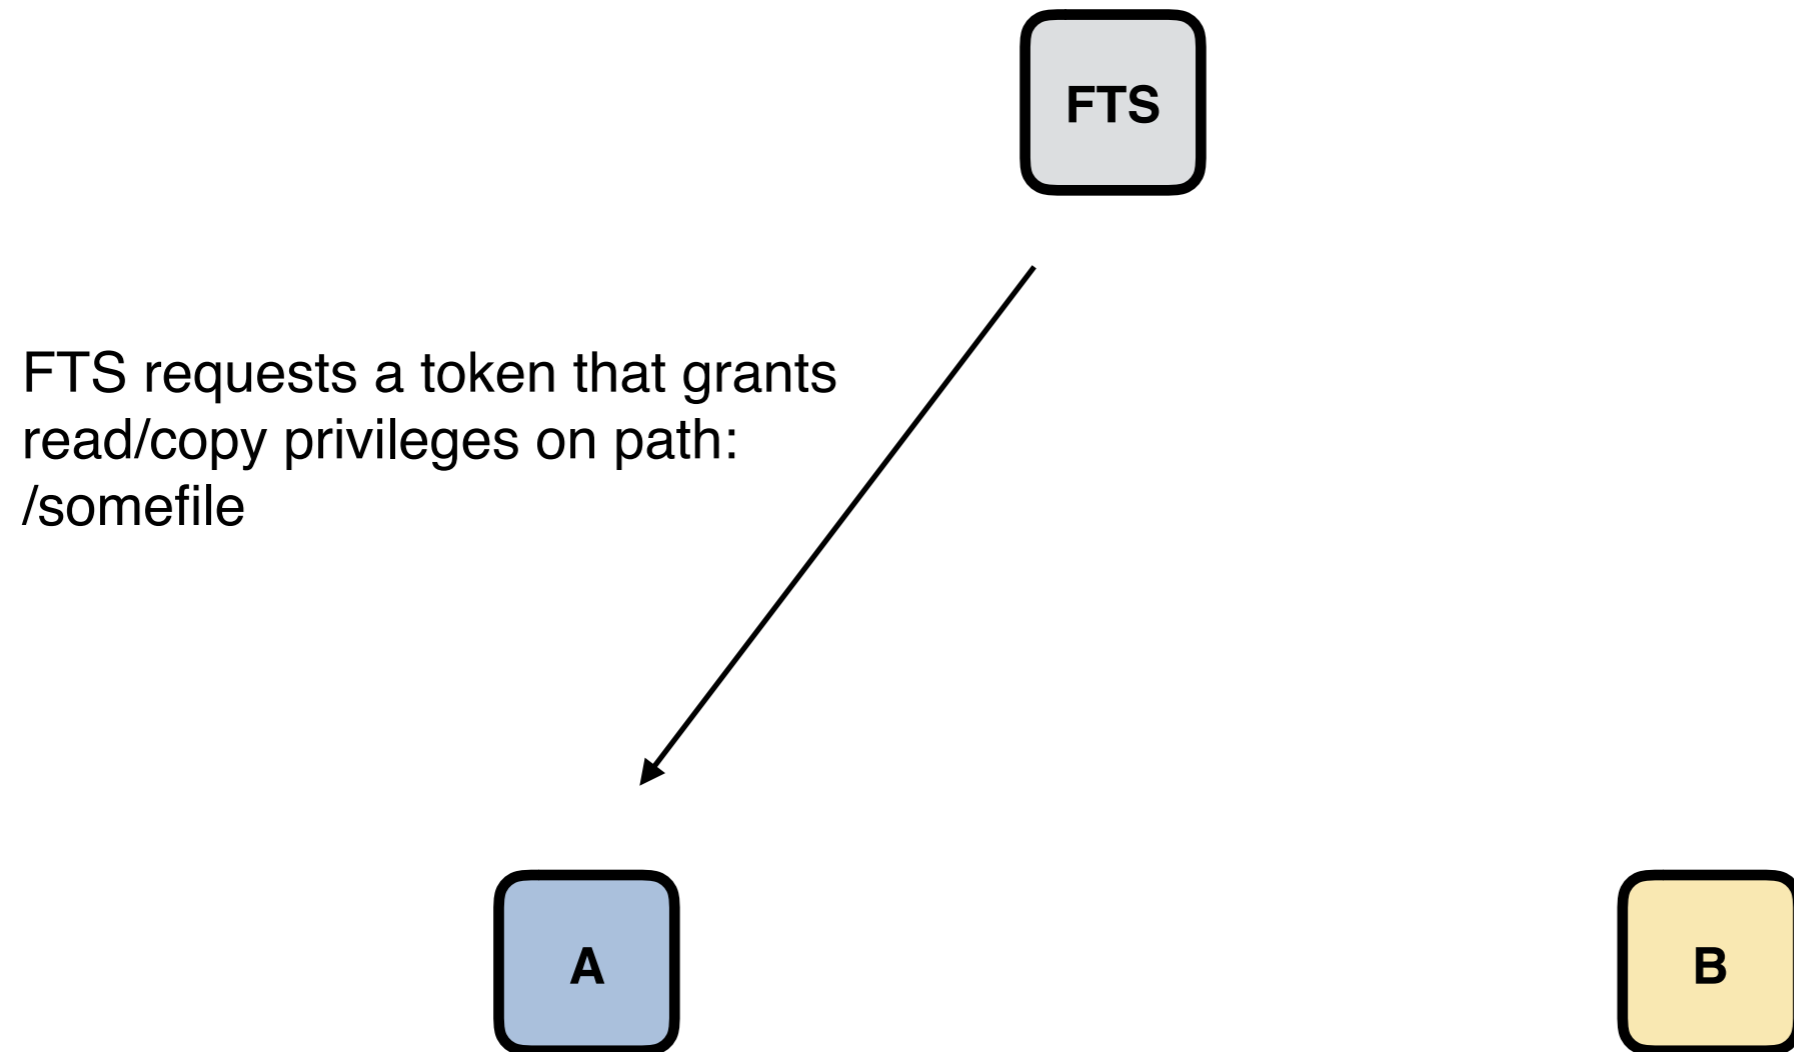 FTS
FTS requests a token that grants
read/copy privileges on path:
/somefile
A
B